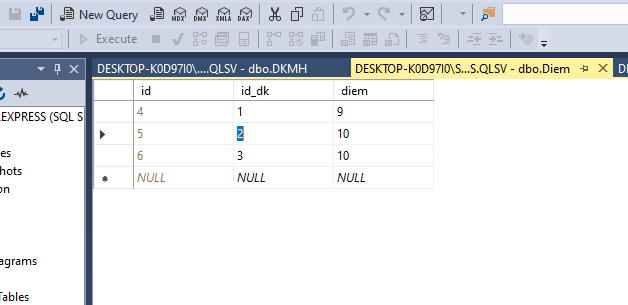 New Query MDX DMX XMLA DAX
Execute
DESKTOP-K0D97I0\....QLSV - dbo.DKMH DESKTOP-K0D97I0\S...S.QLSV - dbo.Diem
id id_dk diem
4 1 9
EXPRESS (SQL S
5 2 10
6 3 10
es
NULL NULL NULL
shots
on
agrams
Tables